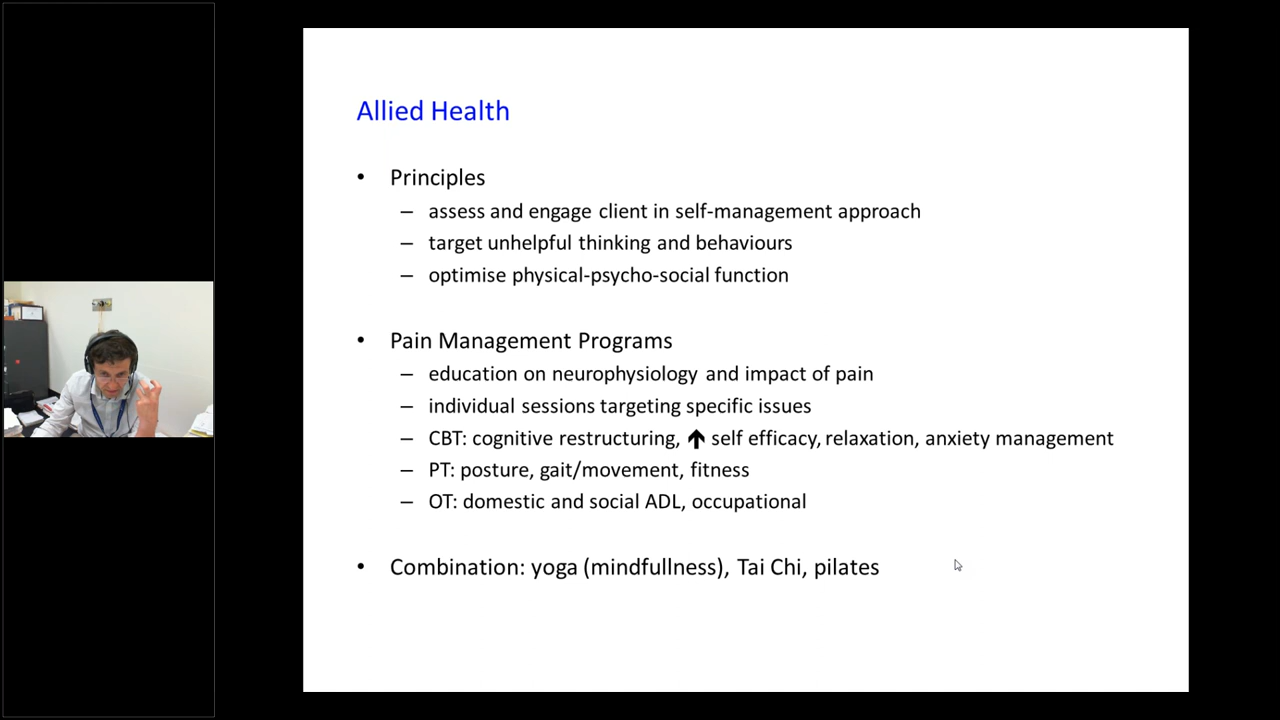 Allied Health
• Principles
– assess and engage client in self-management approach
– target unhelpful thinking and behaviours
– optimise physical-psycho-social function
• Pain Management Programs
– education on neurophysiology and impact of pain
– individual sessions targeting specific issues
– CBT: cognitive restructuring, ↑ self efficacy, relaxation, anxiety management
– PT: posture, gait/movement, fitness
– OT: domestic and social ADL, occupational
• Combination: yoga (mindfullness), Tai Chi, pilates